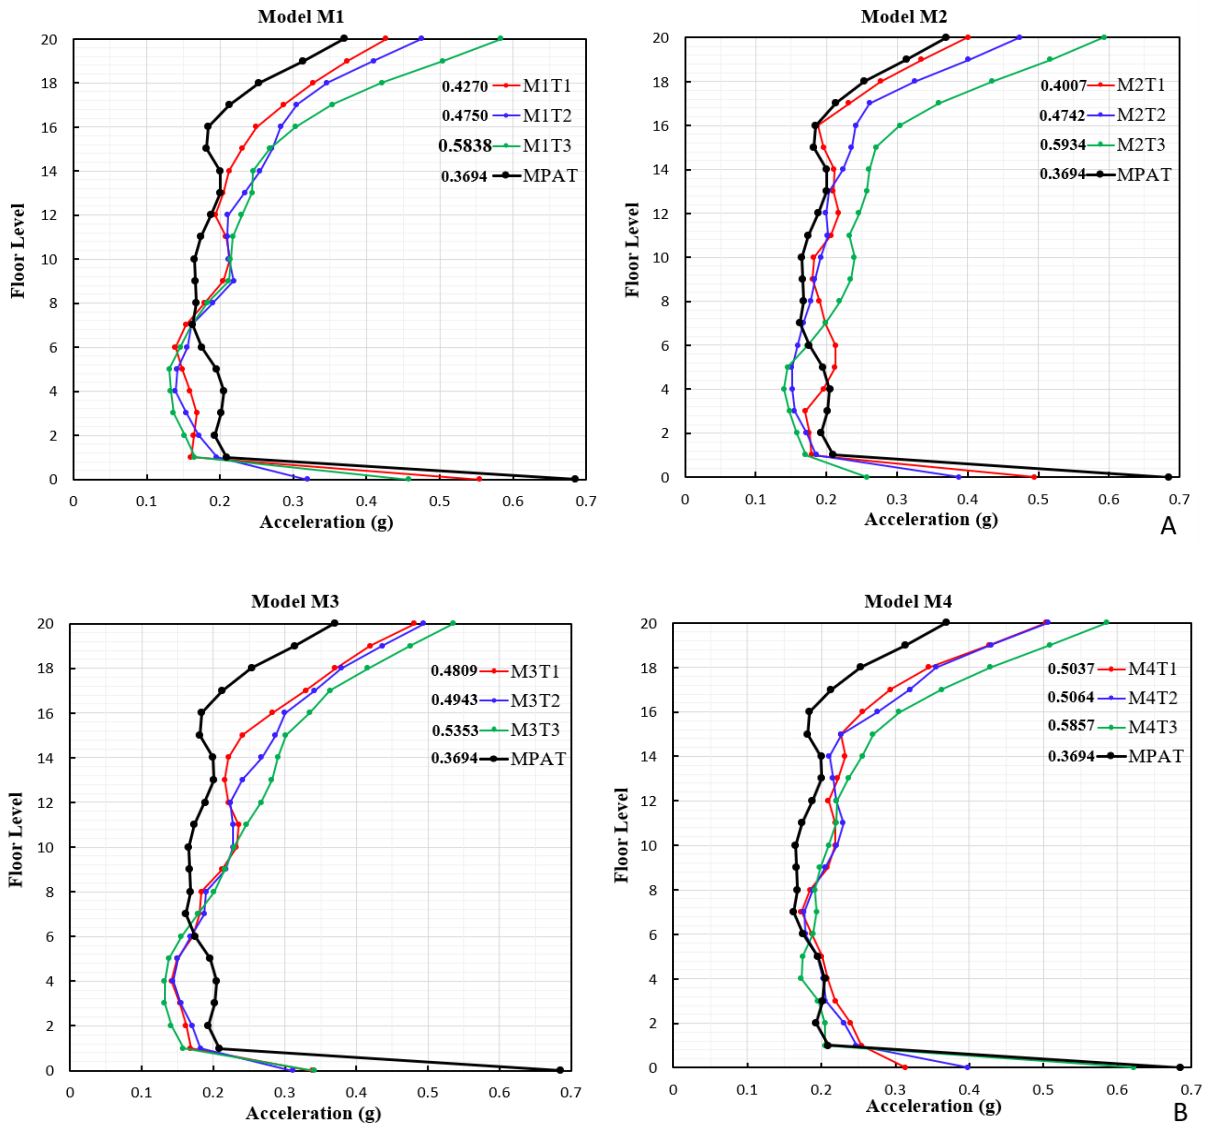 Model M1
20
18
16
14
12
10
8
6
4
2
0
Floor Level
0.4270 M1T1
0.4750 M1T2
0.5838 M1T3
0.3694 MPAT
0 0.1 0.2 0.3 0.4 0.5 0.6 0.7
Acceleration (g)
Model M2
20
18
16
14
12
10
8
6
4
2
0
Floor Level
0.4007 M2T1
0.4742 M2T2
0.5934 M2T3
0.3694 MPAT
0 0.1 0.2 0.3 0.4 0.5 0.6 0.7
Acceleration (g)
A
Model M3
20
18
16
14
12
10
8
6
4
2
0
Floor Level
0.4809 M3T1
0.4943 M3T2
0.5353 M3T3
0.3694 MPAT
0 0.1 0.2 0.3 0.4 0.5 0.6 0.7
Acceleration (g)
Model M4
20
18
16
14
12
10
8
6
4
2
0
Floor Level
0.5037 M4T1
0.5064 M4T2
0.5857 M4T3
0.3694 MPAT
0 0.1 0.2 0.3 0.4 0.5 0.6 0.7
Acceleration (g)
B